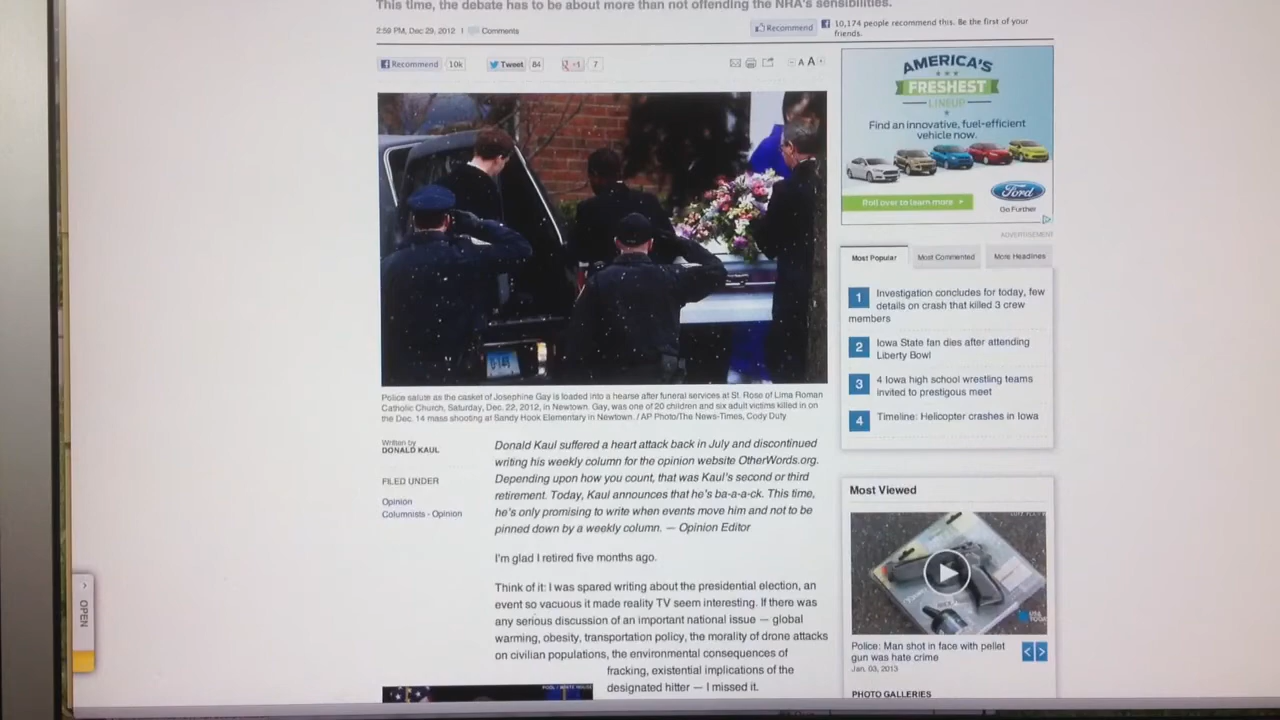 This time, the debate has to be about more than not offending the NRA's sensibilities.
2:59 PM, Dec 29, 2012 | Comments
Recommend
10,174 people recommend this. Be the first of your
friends.
Recommend 10k
Tweet 84
+1 7
A A
AMERICA'S
FRESHEST
LINEUP
Find an innovative, fuel-efficient
vehicle now.
Roll over to learn more
Ford
Go Further
ADVERTISEMENT
Most Popular
Most Commented
More Headlines
1 Investigation concludes for today, few
details on crash that killed 3 crew
members
2 Iowa State fan dies after attending
Liberty Bowl
3 4 Iowa high school wrestling teams
invited to prestigious meet
4 Timeline: Helicopter crashes in Iowa
Police salute as the casket of Josephine Gay is loaded into a hearse after funeral services at St. Rose of Lima Roman
Catholic Church, Saturday, Dec. 22, 2012, in Newtown. Gay, was one of 20 children and six adult victims killed in on
the Dec. 14 mass shooting at Sandy Hook Elementary in Newtown. / AP Photo/The News-Times, Cody Duty
Written by
DONALD KAUL
FILED UNDER
Opinion
Columnists - Opinion
Donald Kaul suffered a heart attack back in July and discontinued
writing his weekly column for the opinion website OtherWords.org.
Depending upon how you count, that was Kaul's second or third
retirement. Today, Kaul announces that he's ba-a-a-ck. This time,
he's only promising to write when events move him and not to be
pinned down by a weekly column. — Opinion Editor
I'm glad I retired five months ago.
Think of it: I was spared writing about the presidential election, an
event so vacuous it made reality TV seem interesting. If there was
any serious discussion of an important national issue — global
warming, obesity, transportation policy, the morality of drone attacks
on civilian populations, the environmental consequences of
fracking, existential implications of the
designated hitter — I missed it.
Most Viewed
USA
TODAY
Police: Man shot in face with pellet
gun was hate crime
Jan. 03, 2013
PHOTO GALLERIES
OPEN